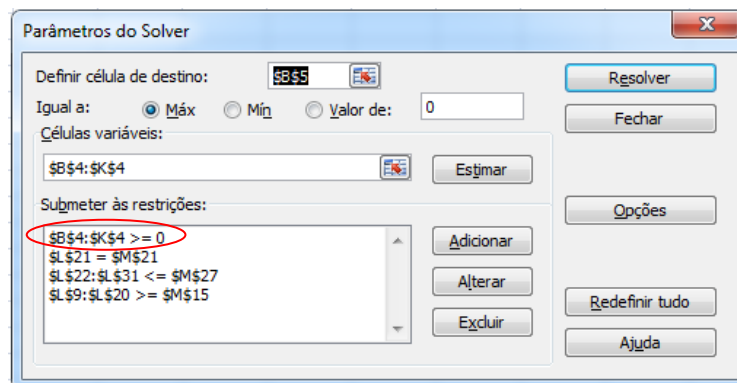 Parâmetros do Solver
Definir célula de destino: $B$5
Resolver
Igual a: Máx Mín Valor de: 0
Fechar
Células variáveis:
$B$4:$K$4
Estimar
Submeter às restrições:
Opções
$B$4:$K$4 >= 0
$L$21 = $M$21
$L$22:$L$31 <= $M$27
$L$9:$L$20 >= $M$15
Adicionar
Alterar
Excluir
Redefinir tudo
Ajuda